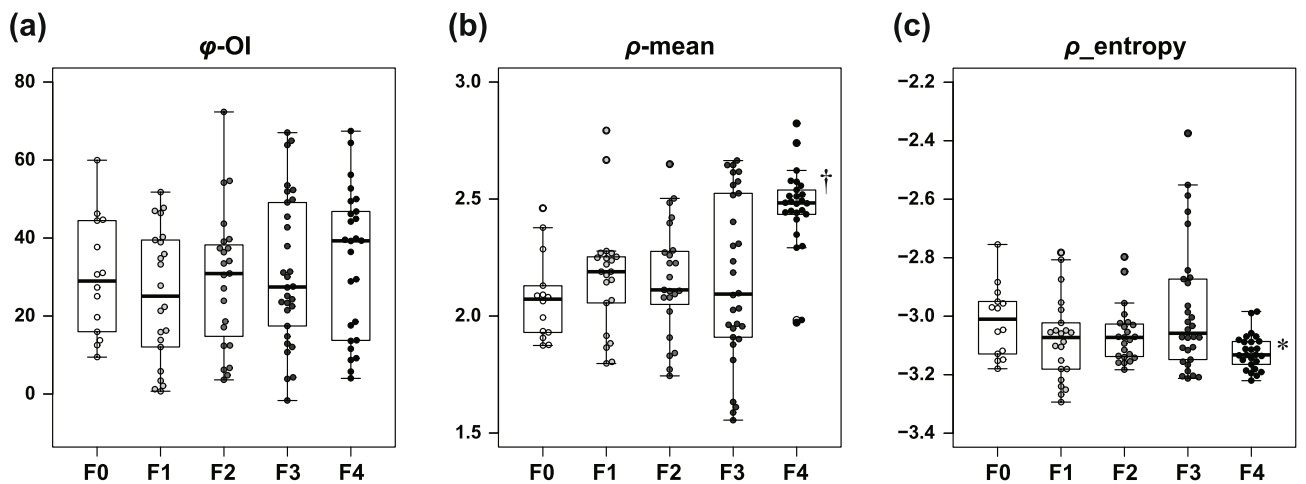 (a)
φ-OI
80
60
40
20
0
F0 F1 F2 F3 F4
(b)
ρ-mean
3.0
2.5
2.0
1.5
†
F0 F1 F2 F3 F4
(c)
ρ_entropy
−2.2
−2.4
−2.6
−2.8
−3.0
−3.2
−3.4
*
F0 F1 F2 F3 F4